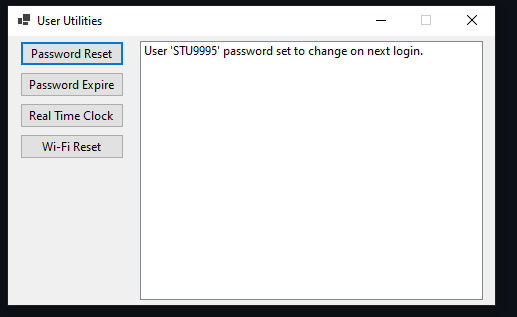 User Utilities
Password Reset
Password Expire
Real Time Clock
Wi-Fi Reset
User 'STU9995' password set to change on next login.